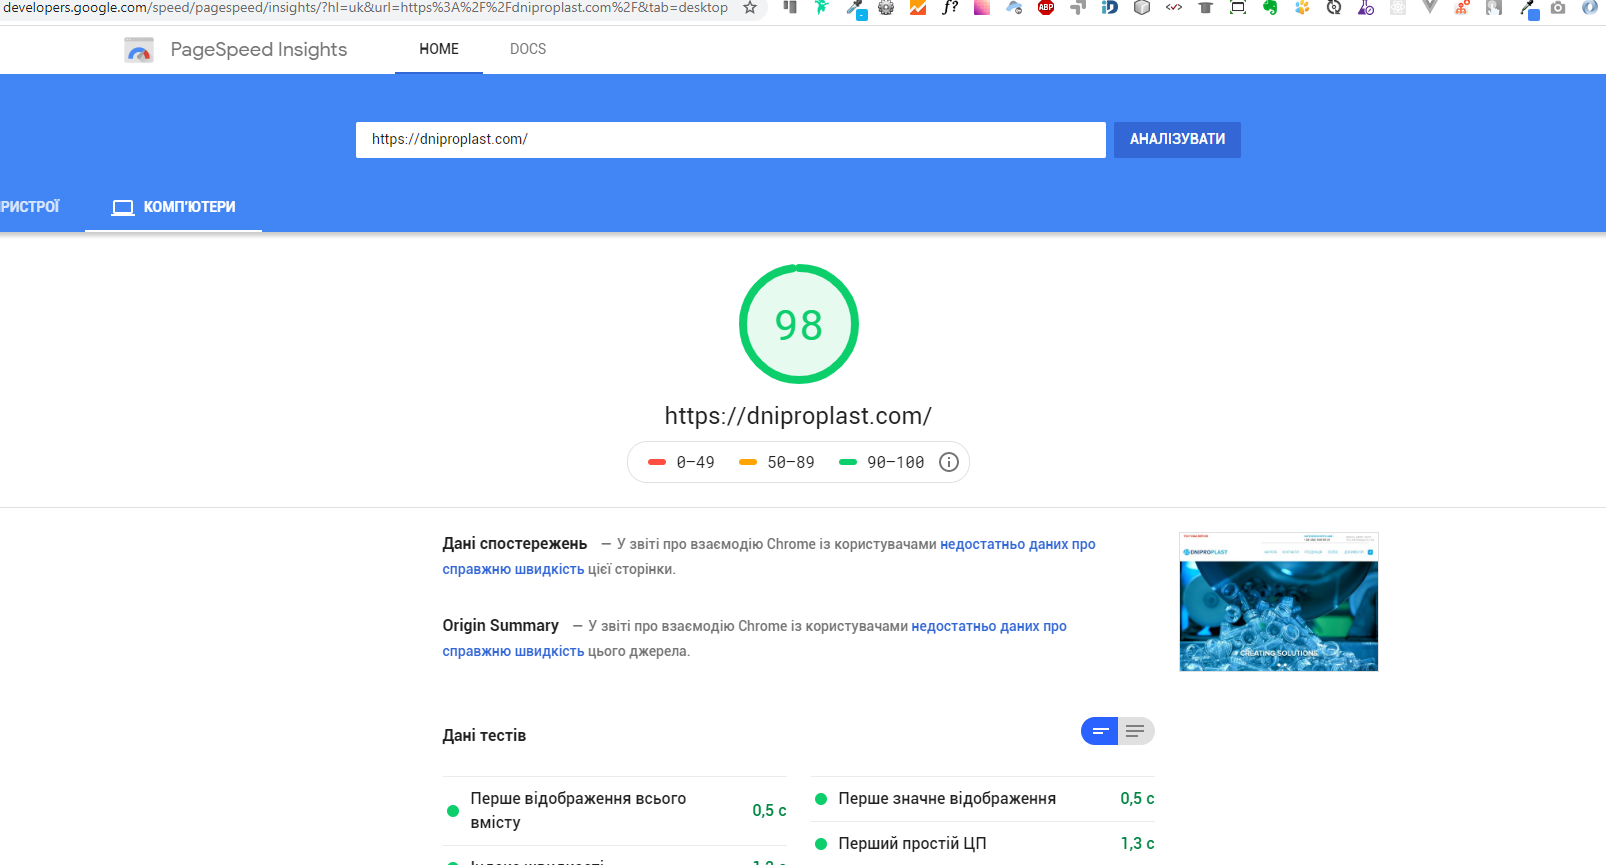 developers.google.com/speed/pagespeed/insights/?hl=uk&url=https%3A%2F%2Fdniproplast.com%2F&tab=desktop
PageSpeed Insights
HOME
DOCS
https://dniproplast.com/
АНАЛІЗУВАТИ
РИСТРОЇ
КОМП'ЮТЕРИ
98
https://dniproplast.com/
0–49
50–89
90–100
Дані спостережень — У звіті про взаємодію Chrome із користувачами недостатньо даних про
справжню швидкість цієї сторінки.
DNIPROPLAST
CREATING SOLUTIONS
Origin Summary — У звіті про взаємодію Chrome із користувачами недостатньо даних про
справжню швидкість цього джерела.
Дані тестів
Перше відображення всього
вмісту
0,5 с
Перше значне відображення
0,5 с
Перший простій ЦП
1,3 с